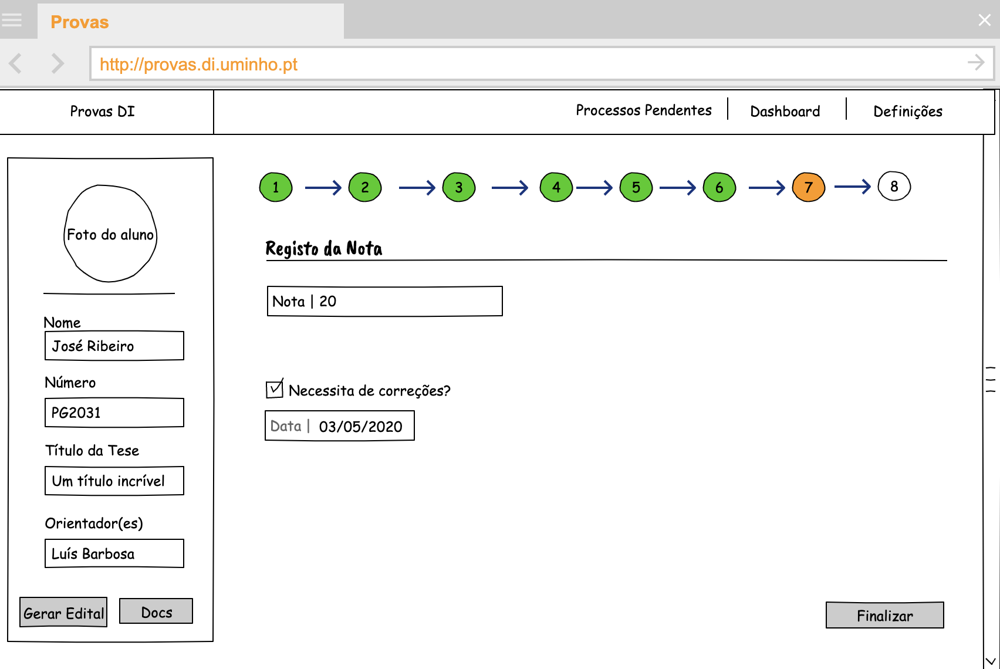 Provas
http://provas.di.uminho.pt
Provas DI
Processos Pendentes
Dashboard
Definições
1
2
3
4
5
6
7
8
Foto do aluno
Nome
José Ribeiro
Número
PG2031
Título da Tese
Um título incrível
Orientador(es)
Luís Barbosa
Gerar Edital
Docs
Registo da Nota
Nota | 20
Necessita de correções?
Data | 03/05/2020
Finalizar